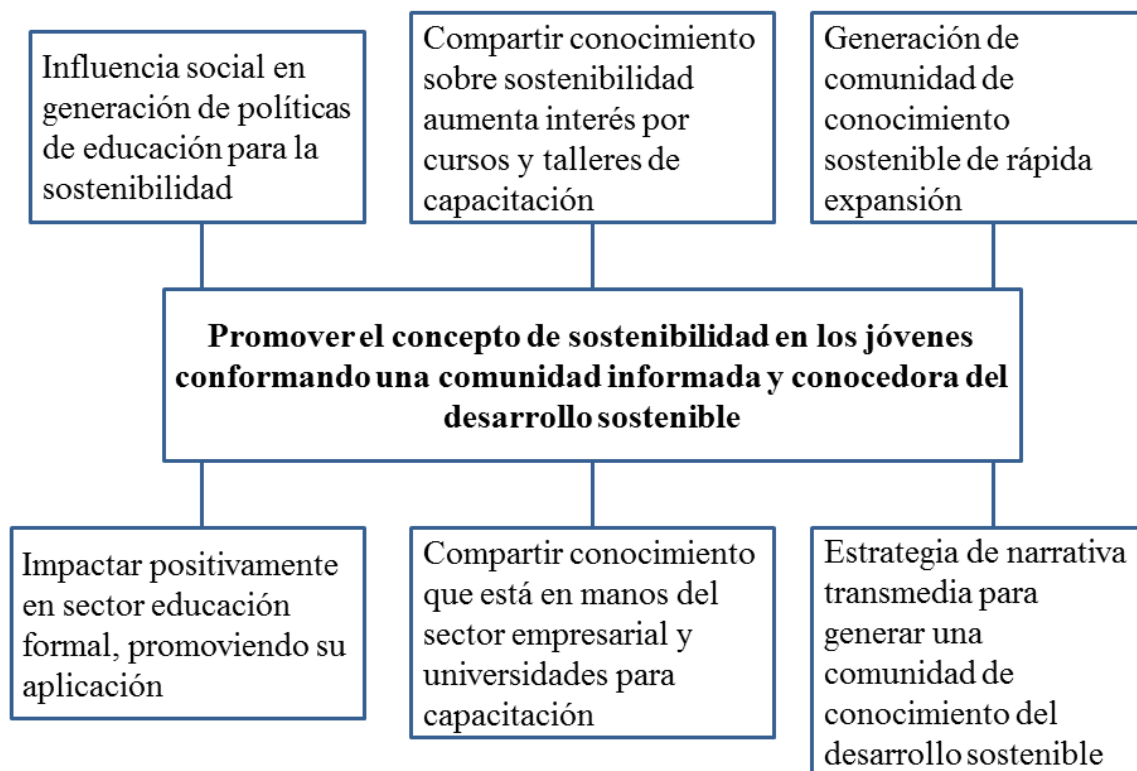 Influencia social en
generación de políticas
de educación para la
sostenibilidad
Compartir conocimiento
sobre sostenibilidad
aumenta interés por
cursos y talleres de
capacitación
Generación de
comunidad de
conocimiento
sostenible de rápida
expansión
Promover el concepto de sostenibilidad en los jóvenes
conformando una comunidad informada y conocedora del
desarrollo sostenible
Impactar positivamente
en sector educación
formal, promoviendo su
aplicación
Compartir conocimiento
que está en manos del
sector empresarial y
universidades para
capacitación
Estrategia de narrativa
transmedia para
generar una
comunidad de
conocimiento del
desarrollo sostenible